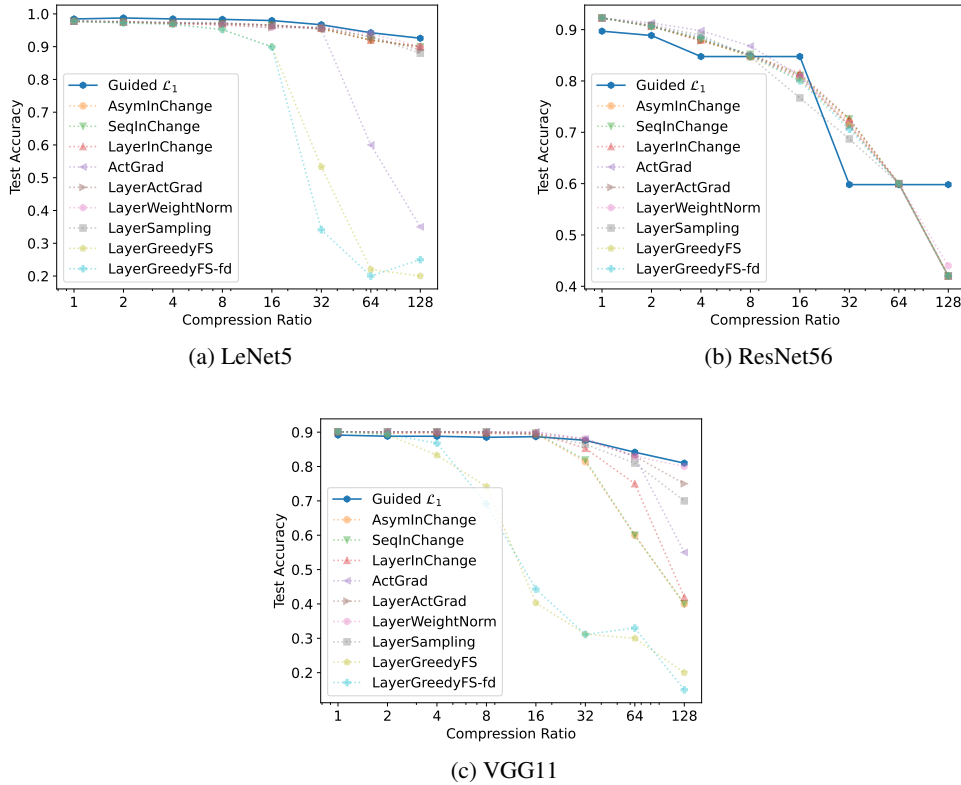 1.0
0.9
0.8
0.7
0.6
0.5
0.4
0.3
0.2
Test Accuracy
Guided ℒ₁
AsymInChange
SeqInChange
LayerInChange
ActGrad
LayerActGrad
LayerWeightNorm
LayerSampling
LayerGreedyFS
LayerGreedyFS-fd
1 2 4 8 16 32 64 128
Compression Ratio
(a) LeNet5
0.9
0.8
0.7
0.6
0.5
0.4
Test Accuracy
Guided ℒ₁
AsymInChange
SeqInChange
LayerInChange
ActGrad
LayerActGrad
LayerWeightNorm
LayerSampling
LayerGreedyFS
LayerGreedyFS-fd
1 2 4 8 16 32 64 128
Compression Ratio
(b) ResNet56
0.9
0.8
0.7
0.6
0.5
0.4
0.3
0.2
Test Accuracy
Guided ℒ₁
AsymInChange
SeqInChange
LayerInChange
ActGrad
LayerActGrad
LayerWeightNorm
LayerSampling
LayerGreedyFS
LayerGreedyFS-fd
1 2 4 8 16 32 64 128
Compression Ratio
(c) VGG11